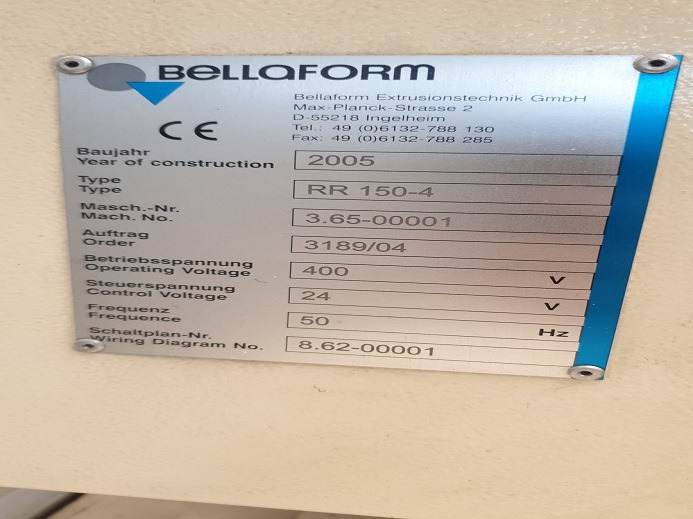 BELLAFORM
Bellaform Extrusionstechnik GmbH
Max-Planck-Strasse 2
D-55218 Ingelheim
Tel.: 49 (0)6132-788 130
Fax: 49 (0)6132-788 285
CE
Baujahr
Year of construction 2005
Type
Type RR 150-4
Masch.-Nr.
Mach. No. 3.65-00001
Auftrag
Order 3189/04
Betriebsspannung
Operating Voltage 400 V
Steuerspannung
Control Voltage 24 V
Frequenz
Frequence 50 Hz
Schaltplan-Nr.
Wiring Diagram No. 8.62-00001